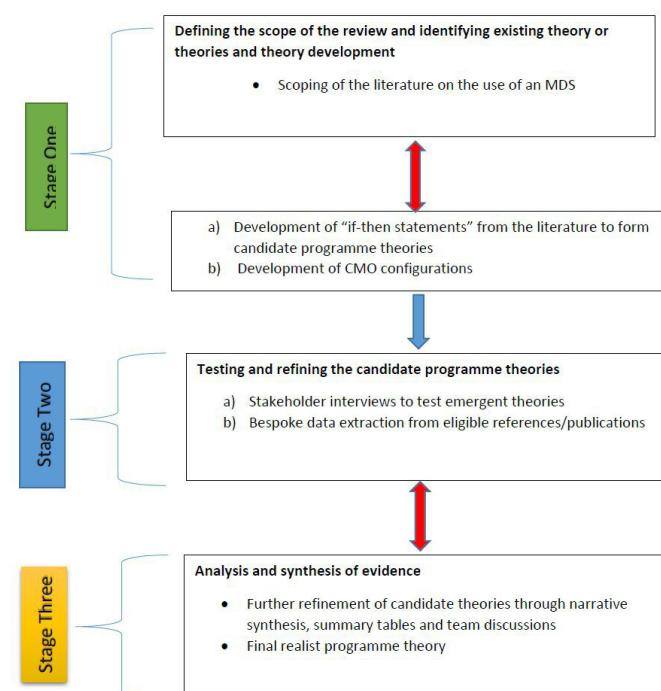 Stage One
Defining the scope of the review and identifying existing theory or
theories and theory development
• Scoping of the literature on the use of an MDS
a) Development of “if-then statements” from the literature to form
candidate programme theories
b) Development of CMO configurations
Stage Two
Testing and refining the candidate programme theories
a) Stakeholder interviews to test emergent theories
b) Bespoke data extraction from eligible references/publications
Stage Three
Analysis and synthesis of evidence
• Further refinement of candidate theories through narrative
synthesis, summary tables and team discussions
• Final realist programme theory